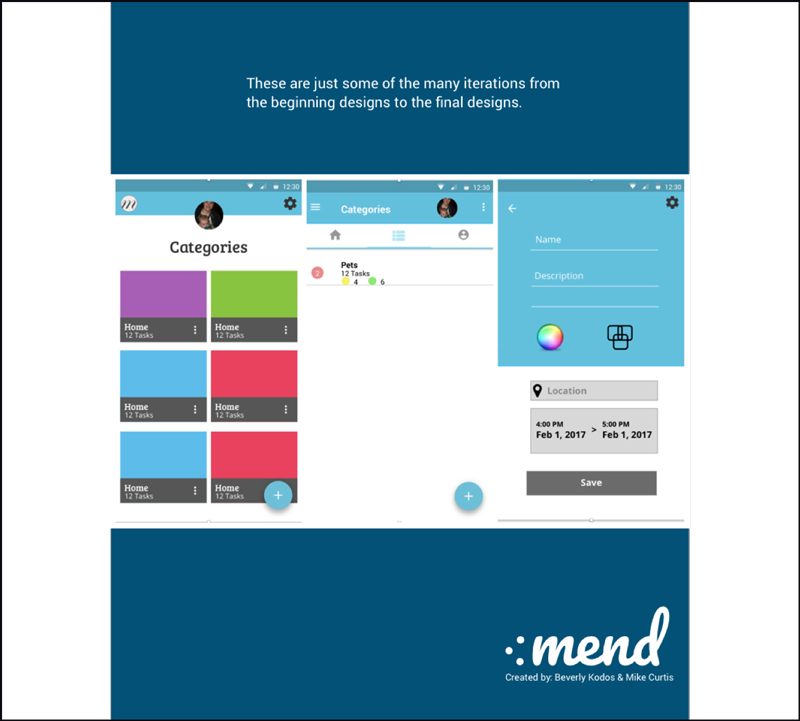 These are just some of the many iterations from
the beginning designs to the final designs.
12:30
m
Categories
Home
12 Tasks
Home
12 Tasks
Home
12 Tasks
Home
12 Tasks
Home
12 Tasks
Home
12 Tasks
+
12:30
Categories
2
Pets
12 Tasks
4 6
+
12:30
Name
Description
Location
4:00 PM
Feb 1, 2017
>
5:00 PM
Feb 1, 2017
Save
mend
Created by: Beverly Kodos & Mike Curtis